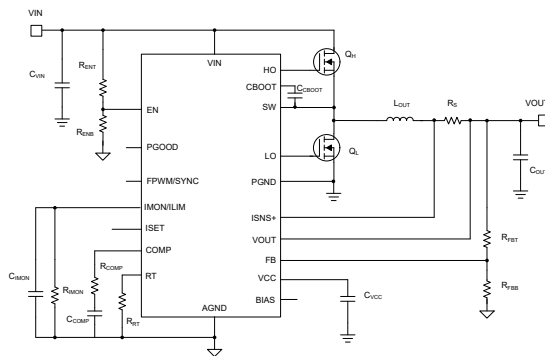 VIN
VIN
HO
QH
CBOOT
CCBOOT
SW
RENT
CVIN
EN
RENB
LOUT
RS
VOUT
PGOOD
LO
QL
COUT
FPWM/SYNC
PGND
IMON/ILIM
ISNS+
ISET
VOUT
RFBT
COMP
FB
RCOMP
CIMON
RIMON
RT
VCC
CCOMP
RRT
BIAS
CVCC
RFBB
AGND